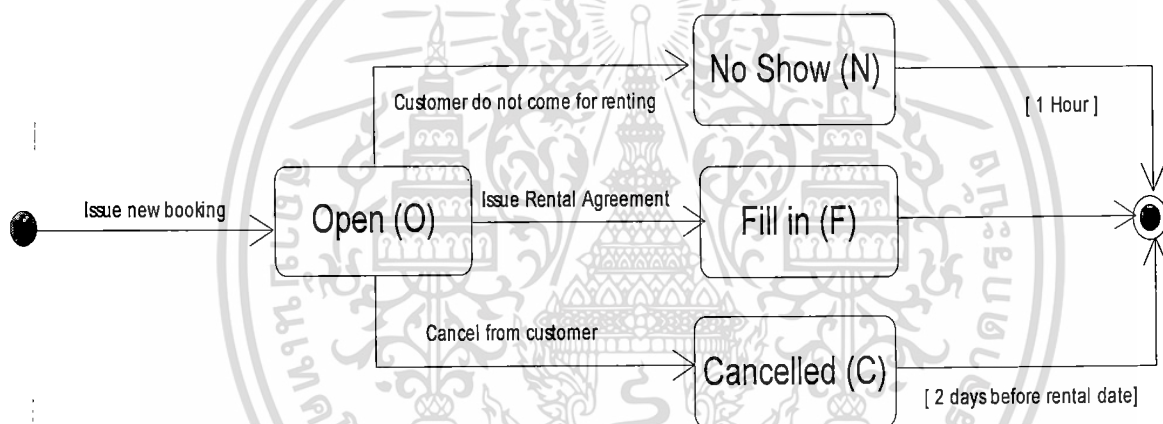 No Show (N)
Customer do not come for renting
[ 1 Hour ]
Issue new booking
Open (O)
Issue Rental Agreement
Fill in (F)
Cancel from customer
Cancelled (C)
[ 2 days before rental date]